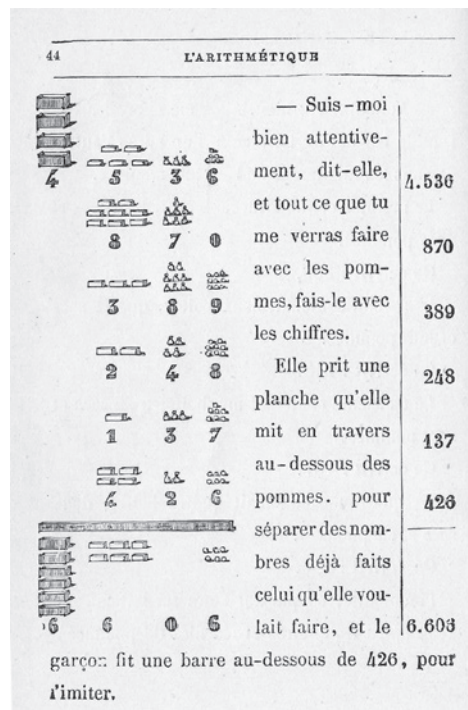 44
L'ARITHMÉTIQUE
4 5 3 6
8 7 0
3 8 9
2 4 8
1 3 7
4 2 6
6 6 0 6
— Suis-moi
bien attentive-
ment, dit-elle,
et tout ce que tu
me verras faire
avec les pom-
mes, fais-le avec
les chiffres.
Elle prit une
planche qu'elle
mit en travers
au-dessous des
pommes. pour
séparer des nom-
bres déjà faits
celui qu'elle vou-
lait faire, et le
garçon fit une barre au-dessous de 426, pour
l'imiter.
4.536
870
389
248
137
426
6.606